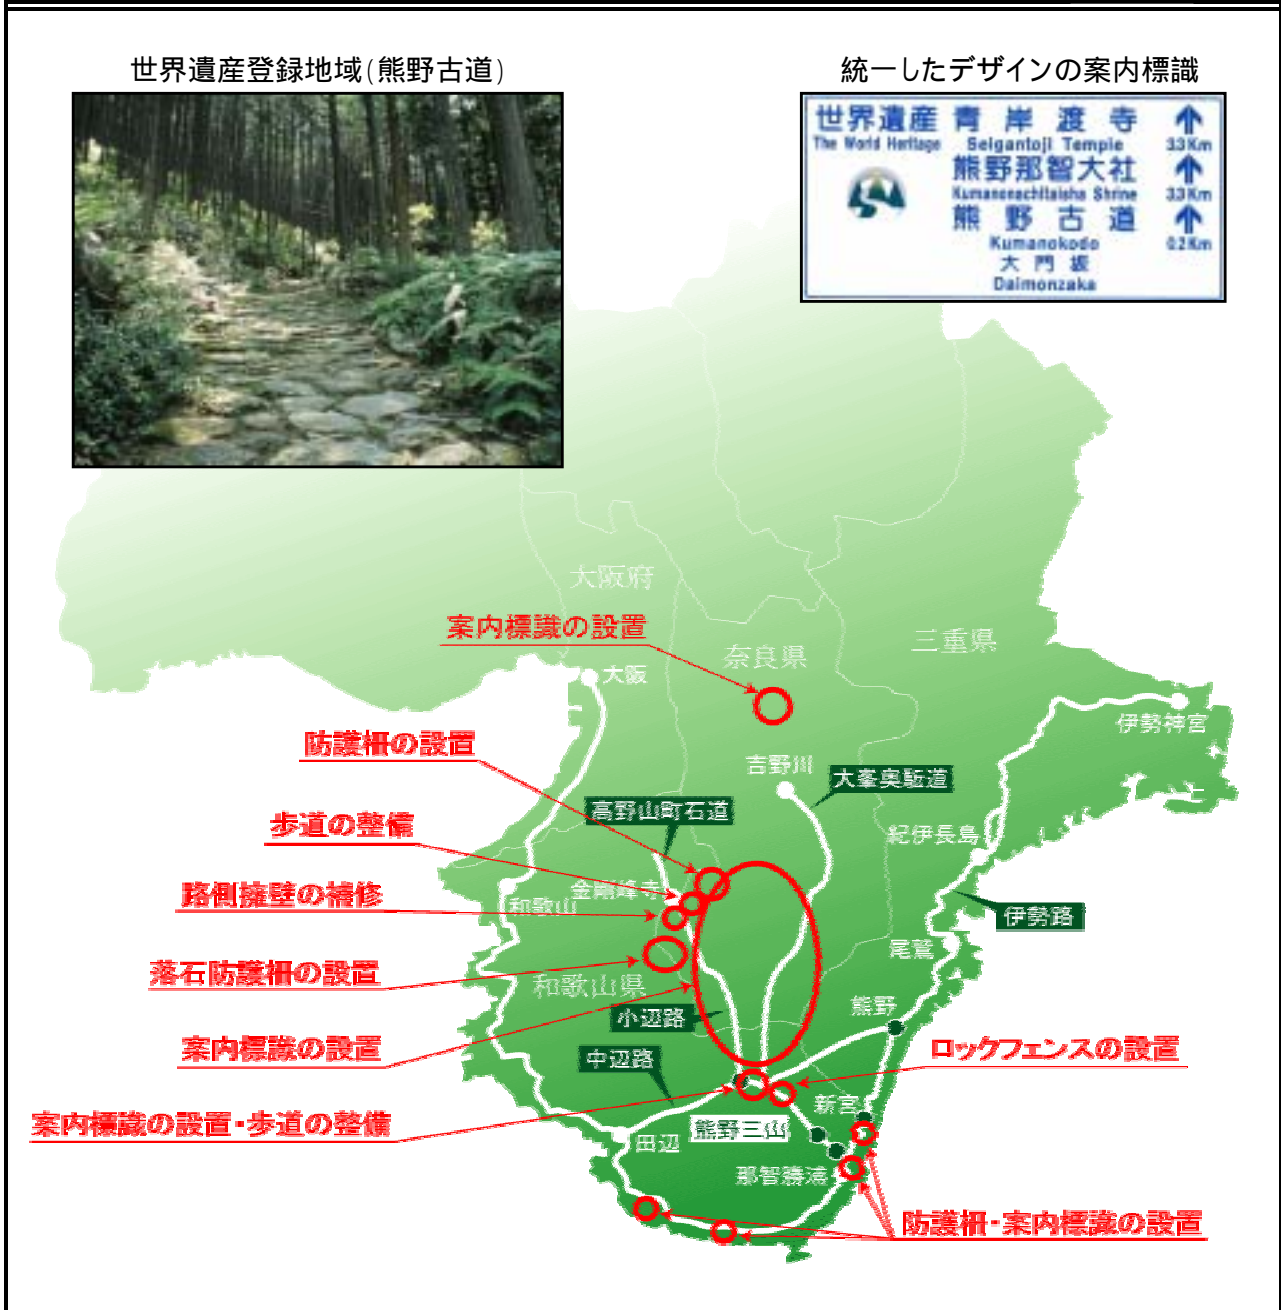 世界遺産登録地域(熊野古道)
統一したデザインの案内標識
世界遺産 青岸渡寺
The World Heritage Seigantoji Temple 3.3Km
熊野那智大社
Kumanonachitaisha Shrine 3.3Km
熊野古道
Kumanokodo 0.2Km
大門坂
Daimonzaka
大阪府
案内標識の設置
奈良県
三重県
大阪
伊勢神宮
防護柵の設置
吉野川
大峯奥駈道
高野山町石道
歩道の整備
紀伊長島
路側擁壁の補修
金剛峰寺
和歌山
伊勢路
尾鷲
落石防護柵の設置
和歌山県
熊野
小辺路
案内標識の設置
中辺路
ロックフェンスの設置
新宮
案内標識の設置・歩道の整備
熊野三山
田辺
那智勝浦
防護柵・案内標識の設置